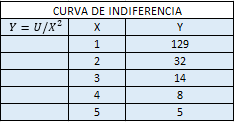 CURVA DE INDIFERENCIA
Y = U/X² X Y
1 129
2 32
3 14
4 8
5 5